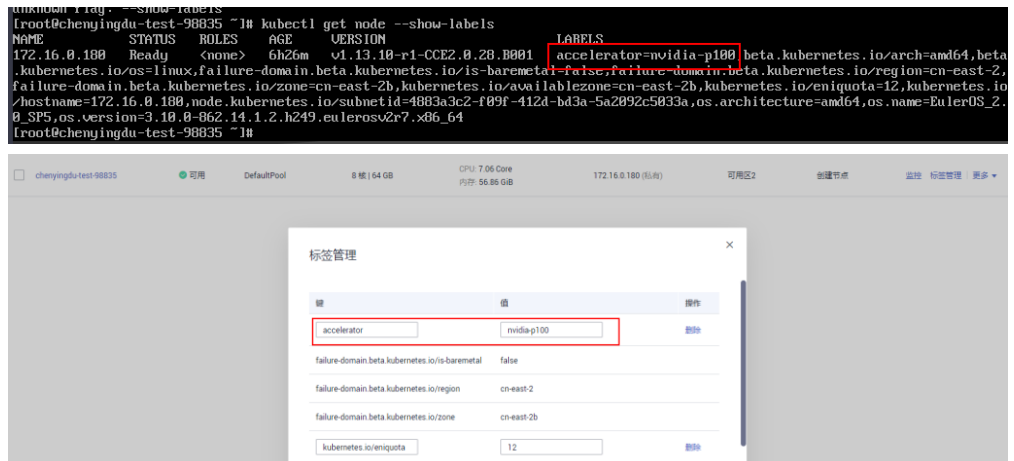 unknown flag: --show-labels
[root@chenyingdu-test-98835 ~]# kubectl get node --show-labels
NAME STATUS ROLES AGE VERSION LABELS
172.16.0.180 Ready <none> 6h26m v1.13.10-r1-CCE2.0.28.B001 accelerator=nvidia-p100,beta.kubernetes.io/arch=amd64,beta
.kubernetes.io/os=linux,failure-domain.beta.kubernetes.io/is-baremetal=false,failure-domain.beta.kubernetes.io/region=cn-east-2,
failure-domain.beta.kubernetes.io/zone=cn-east-2b,kubernetes.io/availablezone=cn-east-2b,kubernetes.io/eniquota=12,kubernetes.io
/hostname=172.16.0.180,node.kubernetes.io/subnetid=4883a3c2-f09f-412d-bd3a-5a2092c5033a,os.architecture=amd64,os.name=EulerOS_2.
0_SP5,os.version=3.10.0-862.14.1.2.h249.eulerosv2r7.x86_64
[root@chenyingdu-test-98835 ~]#
chenyingdu-test-98835 可用 DefaultPool 8 核 | 64 GB CPU: 7.06 Core 172.16.0.180 (私有) 可用区2 创建节点 监控 标签管理 更多
内存: 56.86 GiB
标签管理 ×
键 值 操作
accelerator nvidia-p100 删除
failure-domain.beta.kubernetes.io/is-baremetal false
failure-domain.beta.kubernetes.io/region cn-east-2
failure-domain.beta.kubernetes.io/zone cn-east-2b
kubernetes.io/eniquota 12 删除